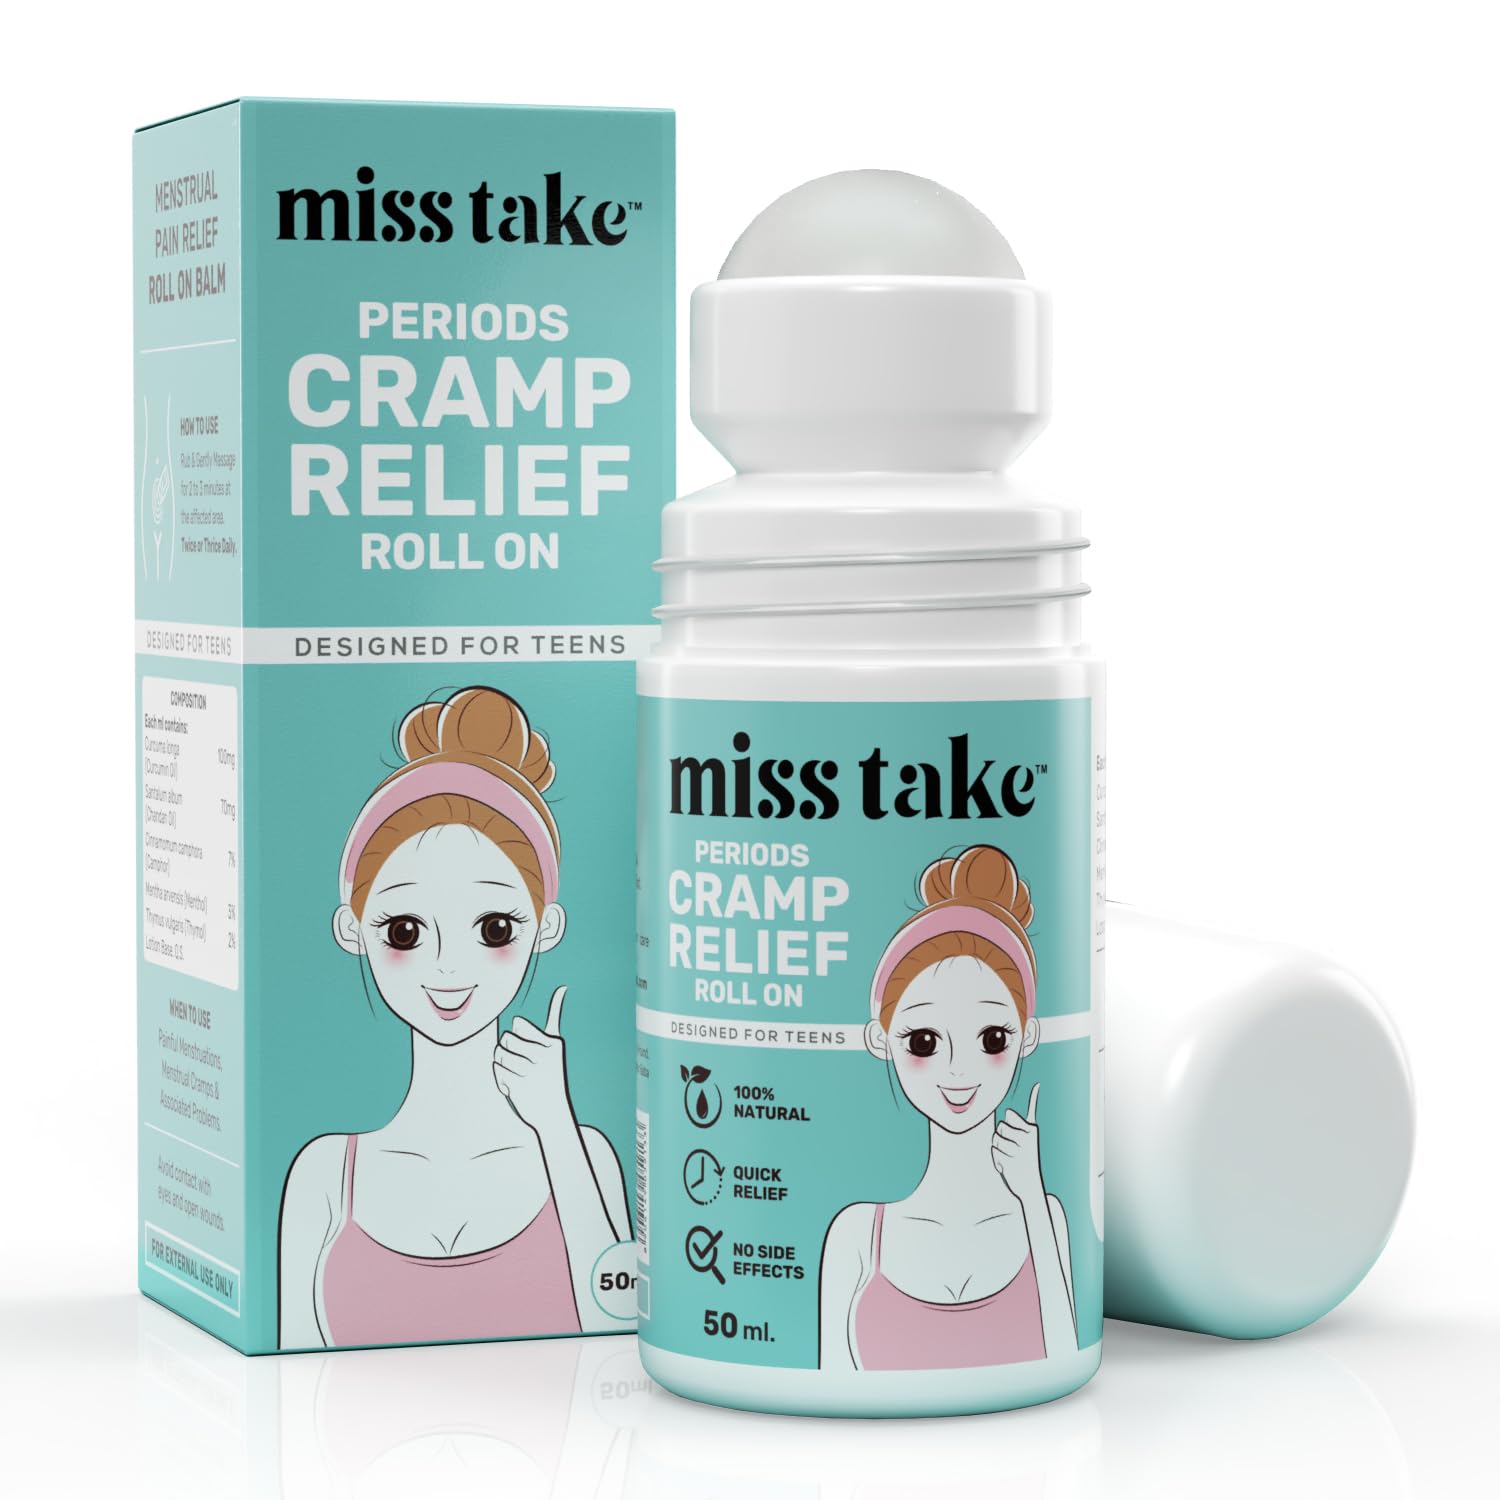 MENSTRUAL
PAIN RELIEF
ROLL ON BALM
HOW TO USE
Rub & Gently Massage
for 2 to 3 minutes at
the affected area.
Twice or Thrice Daily.
DESIGNED FOR TEENS
COMPOSITION
Each ml contains:
Curcuma longa
(Curcumin Oil) 100mg
Santalum album
(Chandan Oil) 70mg
Cinnamomum camphora
(Camphor) 7%
Mentha arvensis (Menthol) 5%
Thymus vulgaris (Thymol) 2%
Lotion Base: Q.S.
WHEN TO USE
Painful Menstruations,
Menstrual Cramps &
Associated Problems.
Avoid contact with
eyes and open wounds.
FOR EXTERNAL USE ONLY
miss take™
PERIODS
CRAMP
RELIEF
ROLL ON
DESIGNED FOR TEENS
50
miss take™
PERIODS
CRAMP
RELIEF
ROLL ON
DESIGNED FOR TEENS
100%
NATURAL
QUICK
RELIEF
NO SIDE
EFFECTS
50 ml.